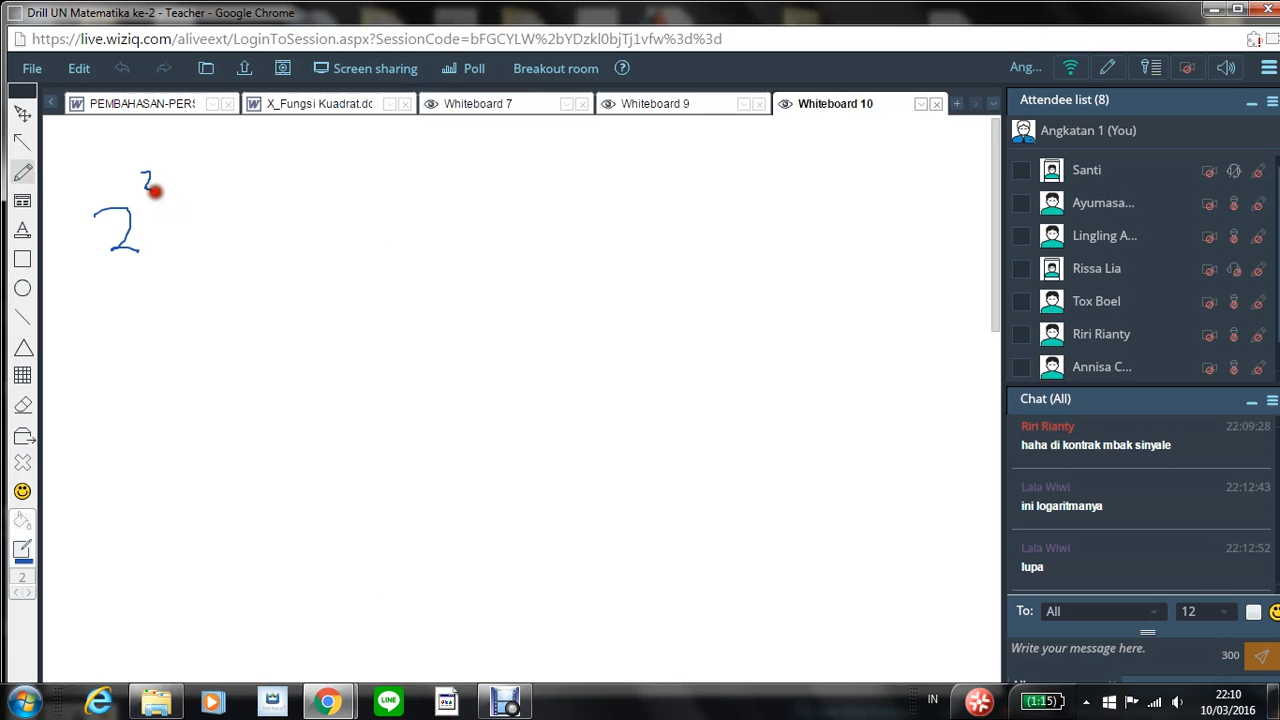 Drill UN Matematika ke-2 - Teacher - Google Chrome
https://live.wiziq.com/aliveext/LoginToSession.aspx?SessionCode=bFGCYLW%2bYDzkl0bjTj1vfw%3d%3d
File Edit Screen sharing Poll Breakout room ? Ang...
PEMBAHASAN-PERS X_Fungsi Kuadrat.dc Whiteboard 7 Whiteboard 9 Whiteboard 10
2
Attendee list (8)
Angkatan 1 (You)
Santi
Ayumasa...
Lingling A...
Rissa Lia
Tox Boel
Riri Rianty
Annisa C...
Chat (All)
Riri Rianty 22:09:28
haha di kontrak mbak sinyale
Lala Wiwi 22:12:43
ini logaritmanya
Lala Wiwi 22:12:52
lupa
To: All 12
Write your message here. 300
2
LINE
IN (1:15) 22:10
10/03/2016